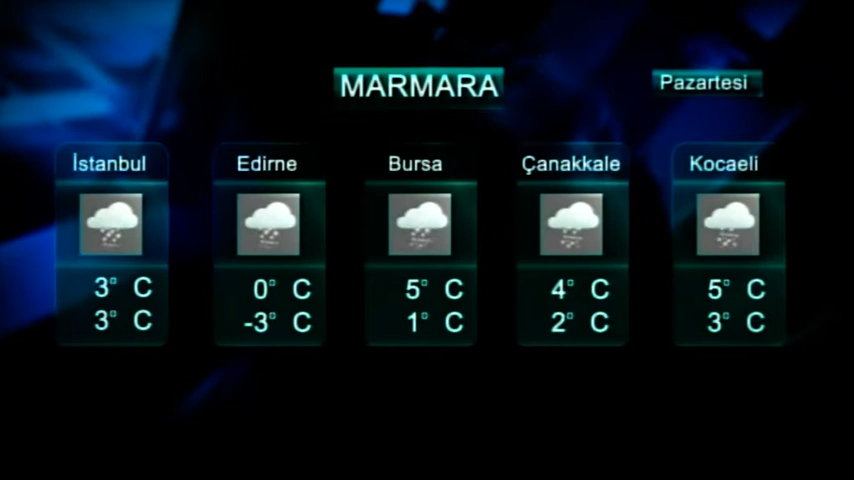 MARMARA
Pazartesi
İstanbul
3° C
3° C
Edirne
0° C
-3° C
Bursa
5° C
1° C
Çanakkale
4° C
2° C
Kocaeli
5° C
3° C